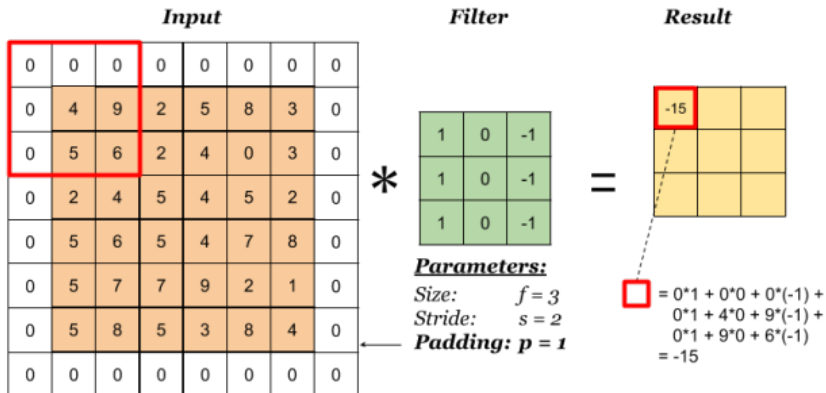 Input Filter Result
0 0 0 0 0 0 0 0
0 4 9 2 5 8 3 0
0 5 6 2 4 0 3 0
0 2 4 5 4 5 2 0
0 5 6 5 4 7 8 0
0 5 7 7 9 2 1 0
0 5 8 5 3 8 4 0
0 0 0 0 0 0 0 0
*
1 0 -1
1 0 -1
1 0 -1
=
-15
Parameters:
Size: f = 3
Stride: s = 2
Padding: p = 1
= 0*1 + 0*0 + 0*(-1) +
0*1 + 4*0 + 9*(-1) +
0*1 + 9*0 + 6*(-1)
= -15